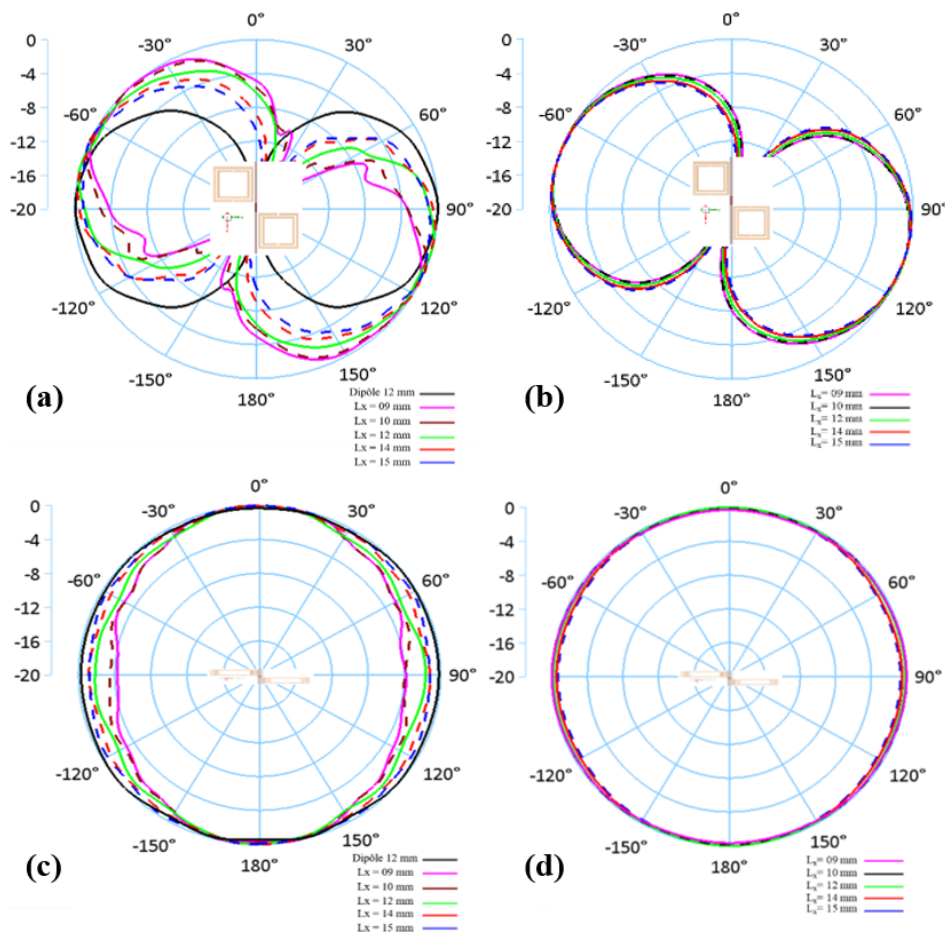 0°
0
-30°
30°
-4
-8
-60°
60°
-12
-16
-20
90°
-120°
120°
-150°
150°
180°
(a)
Dipôle 12 mm
Lx = 09 mm
Lx = 10 mm
Lx = 12 mm
Lx = 14 mm
Lx = 15 mm
0°
0
-30°
30°
-4
-8
-60°
60°
-12
-16
-20
90°
-120°
120°
-150°
150°
180°
(b)
Lx= 09 mm
Lx= 10 mm
Lx= 12 mm
Lx= 14 mm
Lx= 15 mm
0°
0
-30°
30°
-4
-8
-60°
60°
-12
-16
-20
90°
-120°
120°
-150°
150°
180°
(c)
Dipôle 12 mm
Lx = 09 mm
Lx = 10 mm
Lx = 12 mm
Lx = 14 mm
Lx = 15 mm
0°
0
-30°
30°
-4
-8
-60°
60°
-12
-16
-20
90°
-120°
120°
-150°
150°
180°
(d)
Lx= 09 mm
Lx= 10 mm
Lx= 12 mm
Lx= 14 mm
Lx= 15 mm